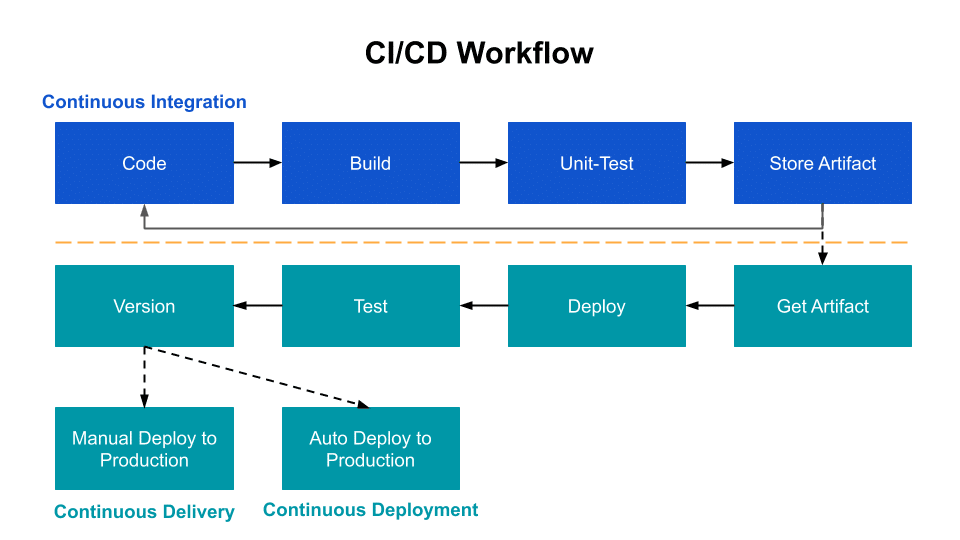 CI/CD Workflow
Continuous Integration
Code
Build
Unit-Test
Store Artifact
Version
Test
Deploy
Get Artifact
Manual Deploy to
Production
Auto Deploy to
Production
Continuous Delivery
Continuous Deployment